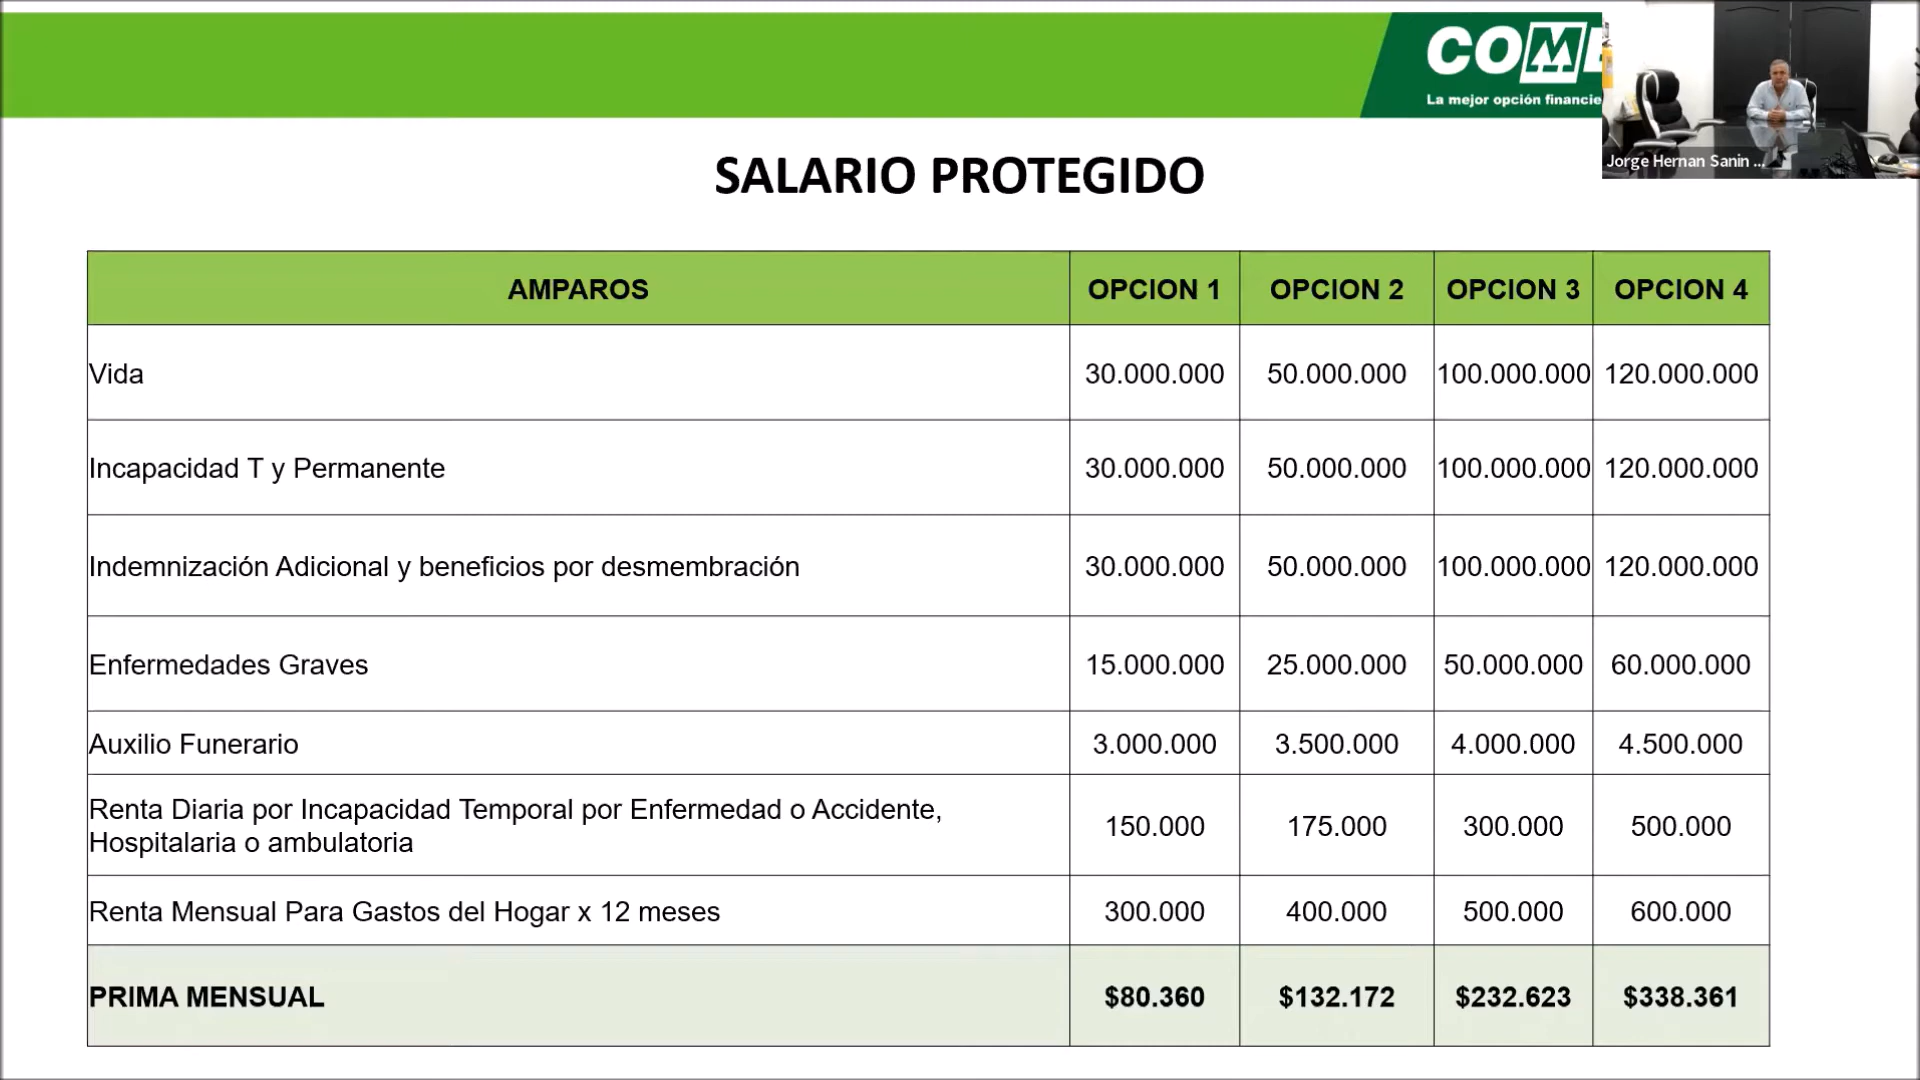 COM
La mejor opción financie
Jorge Hernan Sanin ...
SALARIO PROTEGIDO
AMPAROS OPCION 1 OPCION 2 OPCION 3 OPCION 4
Vida 30.000.000 50.000.000 100.000.000 120.000.000
Incapacidad T y Permanente 30.000.000 50.000.000 100.000.000 120.000.000
Indemnización Adicional y beneficios por desmembración 30.000.000 50.000.000 100.000.000 120.000.000
Enfermedades Graves 15.000.000 25.000.000 50.000.000 60.000.000
Auxilio Funerario 3.000.000 3.500.000 4.000.000 4.500.000
Renta Diaria por Incapacidad Temporal por Enfermedad o Accidente,
Hospitalaria o ambulatoria 150.000 175.000 300.000 500.000
Renta Mensual Para Gastos del Hogar x 12 meses 300.000 400.000 500.000 600.000
PRIMA MENSUAL $80.360 $132.172 $232.623 $338.361